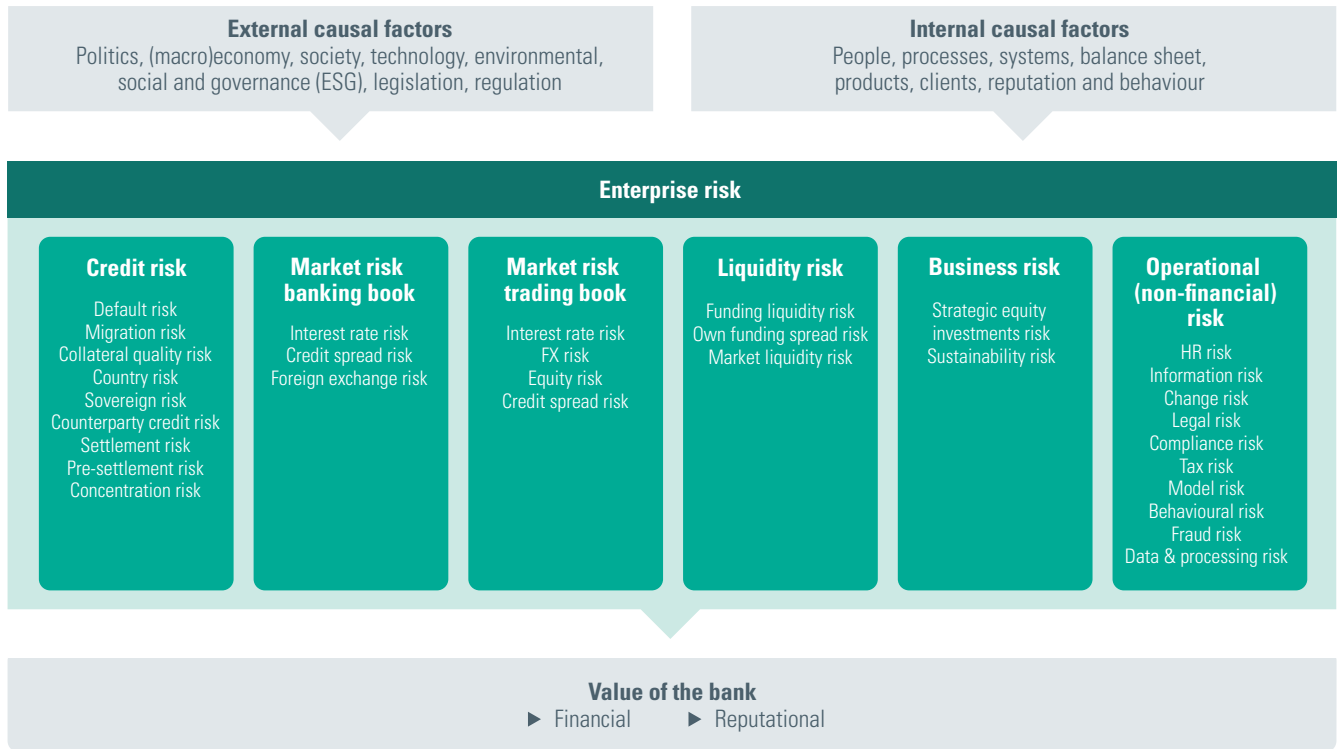 External causal factors
Politics, (macro)economy, society, technology, environmental,
social and governance (ESG), legislation, regulation
Internal causal factors
People, processes, systems, balance sheet,
products, clients, reputation and behaviour
Enterprise risk
Credit risk
Default risk
Migration risk
Collateral quality risk
Country risk
Sovereign risk
Counterparty credit risk
Settlement risk
Pre-settlement risk
Concentration risk
Market risk
banking book
Interest rate risk
Credit spread risk
Foreign exchange risk
Market risk
trading book
Interest rate risk
FX risk
Equity risk
Credit spread risk
Liquidity risk
Funding liquidity risk
Own funding spread risk
Market liquidity risk
Business risk
Strategic equity
investments risk
Sustainability risk
Operational
(non-financial)
risk
HR risk
Information risk
Change risk
Legal risk
Compliance risk
Tax risk
Model risk
Behavioural risk
Fraud risk
Data & processing risk
Value of the bank
► Financial ► Reputational